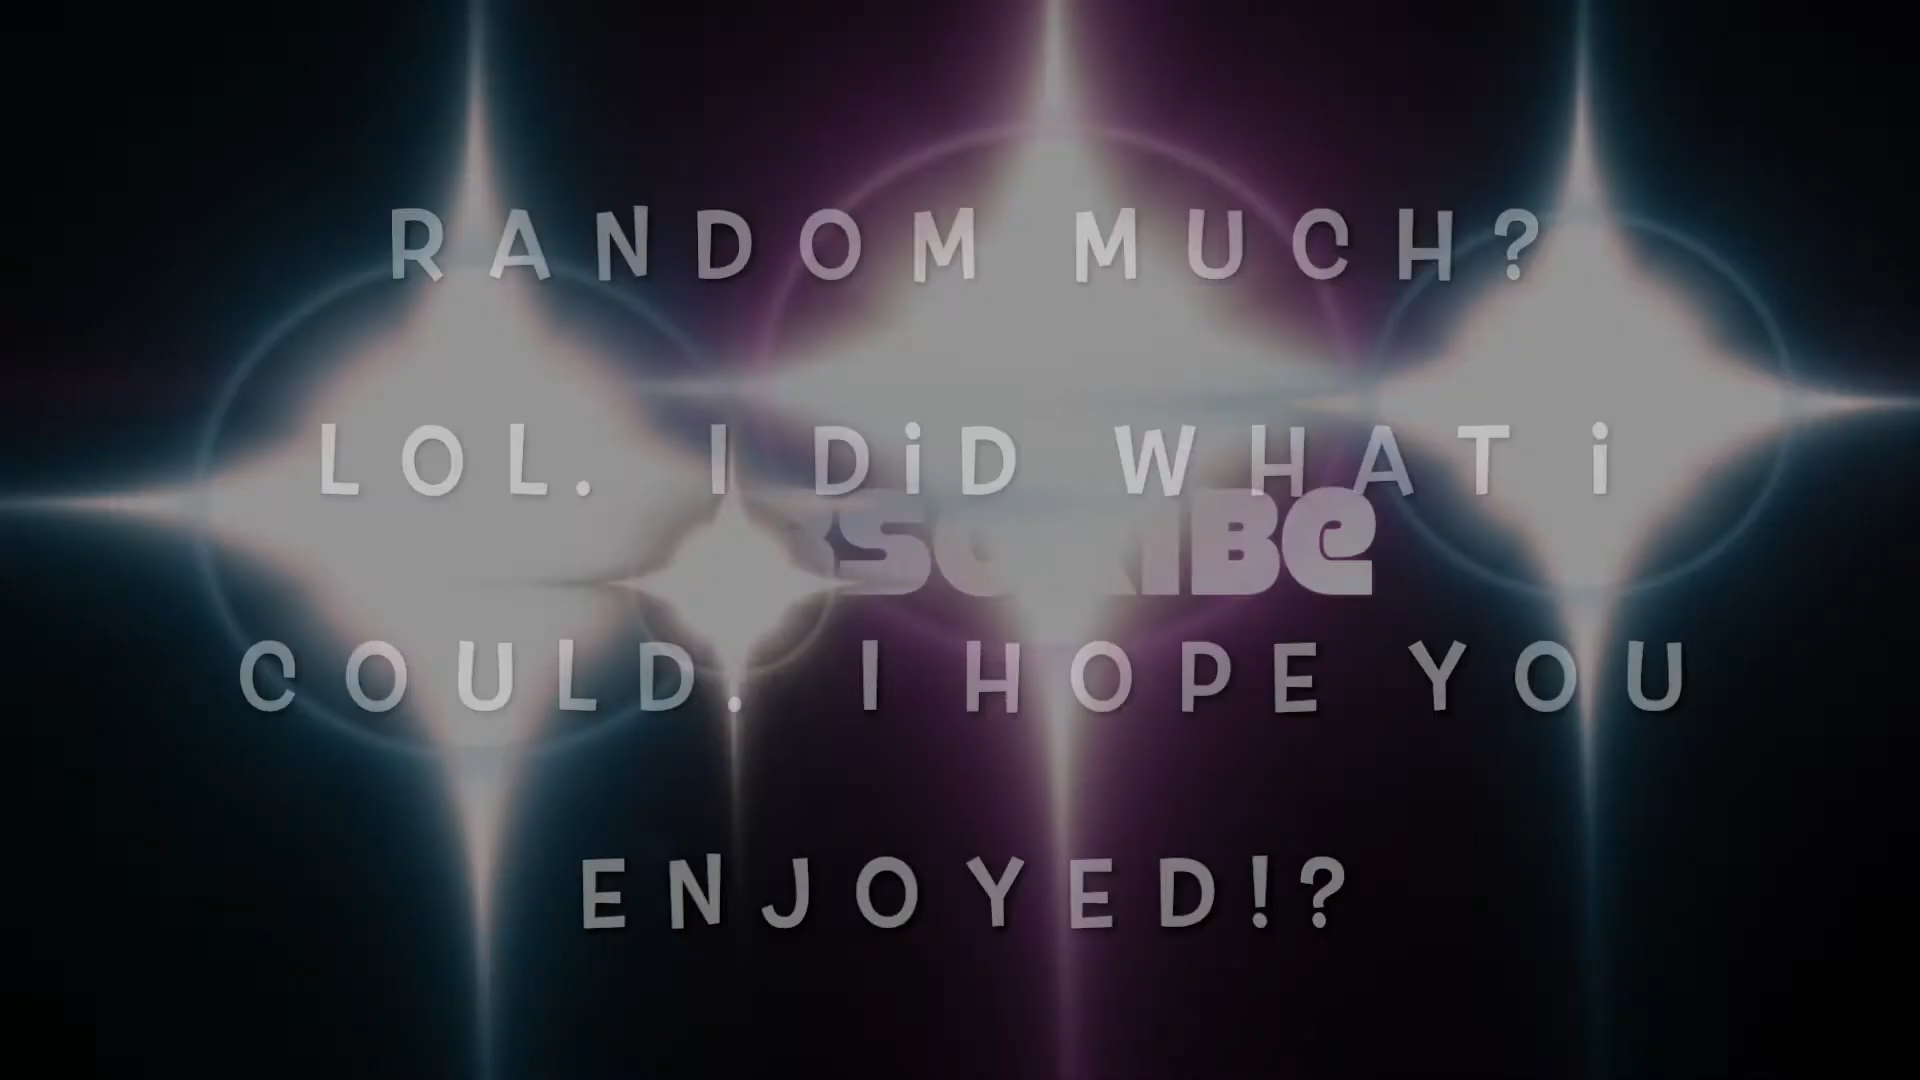 RANDOM MUCH?
LOL. I DiD WHAT i
COULD. I HOPE YOU
ENJOYED!?